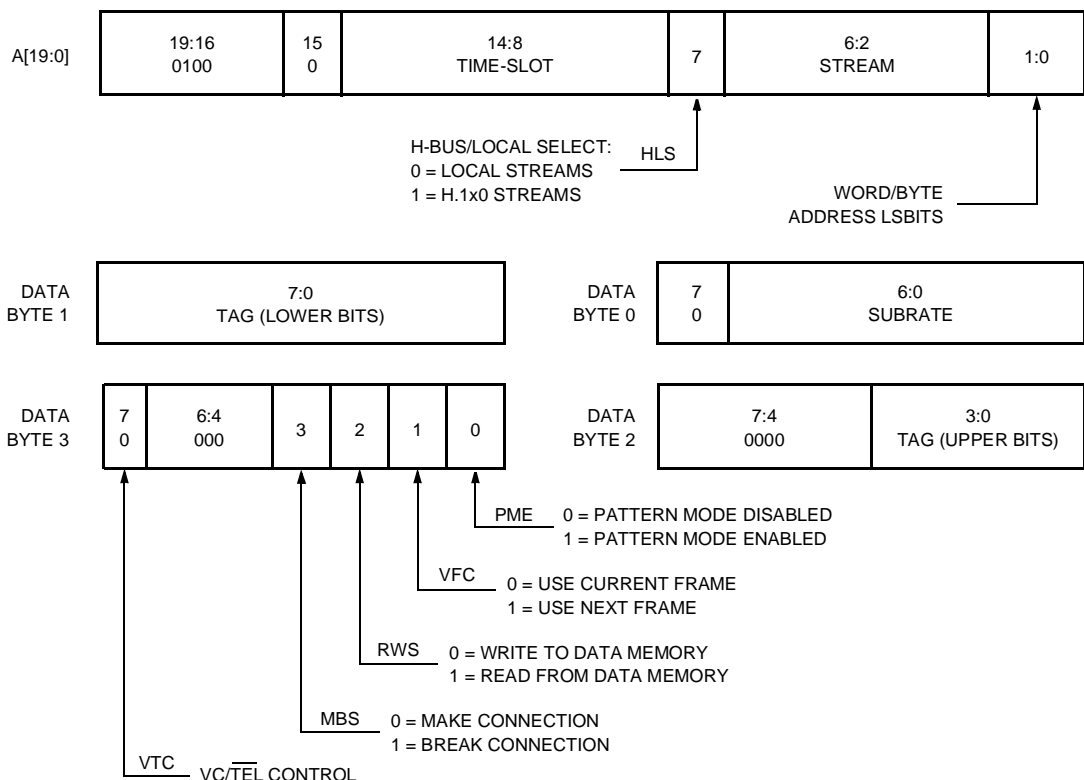 A[19:0]
19:16
0100
15
0
14:8
TIME-SLOT
7
6:2
STREAM
1:0
H-BUS/LOCAL SELECT:
0 = LOCAL STREAMS
1 = H.1x0 STREAMS
HLS
WORD/BYTE
ADDRESS LSBITS
DATA
BYTE 1
7:0
TAG (LOWER BITS)
DATA
BYTE 0
7
0
6:0
SUBRATE
DATA
BYTE 3
7
0
6:4
000
3
2
1
0
DATA
BYTE 2
7:4
0000
3:0
TAG (UPPER BITS)
PME
0 = PATTERN MODE DISABLED
1 = PATTERN MODE ENABLED
VFC
0 = USE CURRENT FRAME
1 = USE NEXT FRAME
RWS
0 = WRITE TO DATA MEMORY
1 = READ FROM DATA MEMORY
MBS
0 = MAKE CONNECTION
1 = BREAK CONNECTION
VTC
VC/T̅E̅L̅ CONTROL